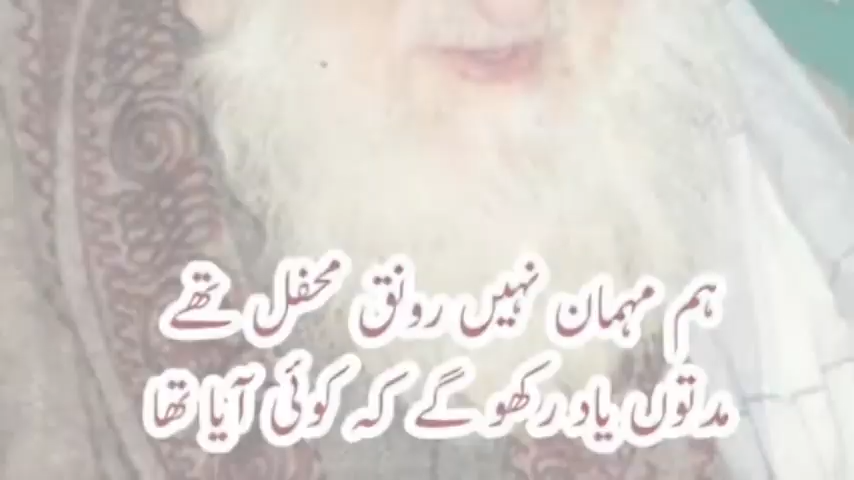 ہم مہمان نہیں رونق محفل تھے
مدتوں یاد رکھو گے کہ کوئی آیا تھا